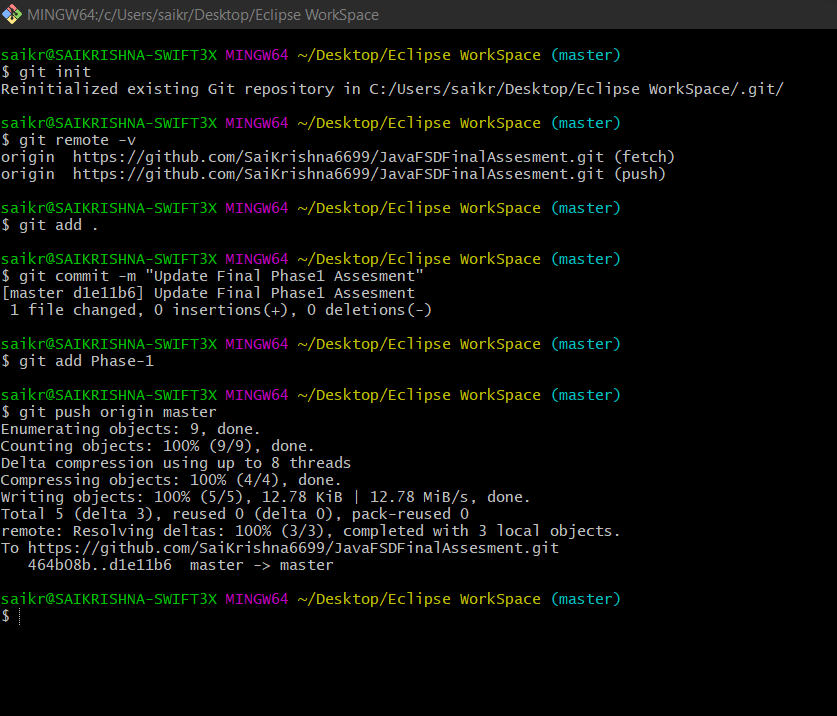 MINGW64:/c/Users/saikr/Desktop/Eclipse WorkSpace
saikr@SAIKRISHNA-SWIFT3X MINGW64 ~/Desktop/Eclipse WorkSpace (master)
$ git init
Reinitialized existing Git repository in C:/Users/saikr/Desktop/Eclipse WorkSpace/.git/
saikr@SAIKRISHNA-SWIFT3X MINGW64 ~/Desktop/Eclipse WorkSpace (master)
$ git remote -v
origin  https://github.com/SaiKrishna6699/JavaFSDFinalAssesment.git (fetch)
origin  https://github.com/SaiKrishna6699/JavaFSDFinalAssesment.git (push)
saikr@SAIKRISHNA-SWIFT3X MINGW64 ~/Desktop/Eclipse WorkSpace (master)
$ git add .
saikr@SAIKRISHNA-SWIFT3X MINGW64 ~/Desktop/Eclipse WorkSpace (master)
$ git commit -m "Update Final Phase1 Assesment"
[master d1e11b6] Update Final Phase1 Assesment
 1 file changed, 0 insertions(+), 0 deletions(-)
saikr@SAIKRISHNA-SWIFT3X MINGW64 ~/Desktop/Eclipse WorkSpace (master)
$ git add Phase-1
saikr@SAIKRISHNA-SWIFT3X MINGW64 ~/Desktop/Eclipse WorkSpace (master)
$ git push origin master
Enumerating objects: 9, done.
Counting objects: 100% (9/9), done.
Delta compression using up to 8 threads
Compressing objects: 100% (4/4), done.
Writing objects: 100% (5/5), 12.78 KiB | 12.78 MiB/s, done.
Total 5 (delta 3), reused 0 (delta 0), pack-reused 0
remote: Resolving deltas: 100% (3/3), completed with 3 local objects.
To https://github.com/SaiKrishna6699/JavaFSDFinalAssesment.git
   464b08b..d1e11b6  master -> master
saikr@SAIKRISHNA-SWIFT3X MINGW64 ~/Desktop/Eclipse WorkSpace (master)
$